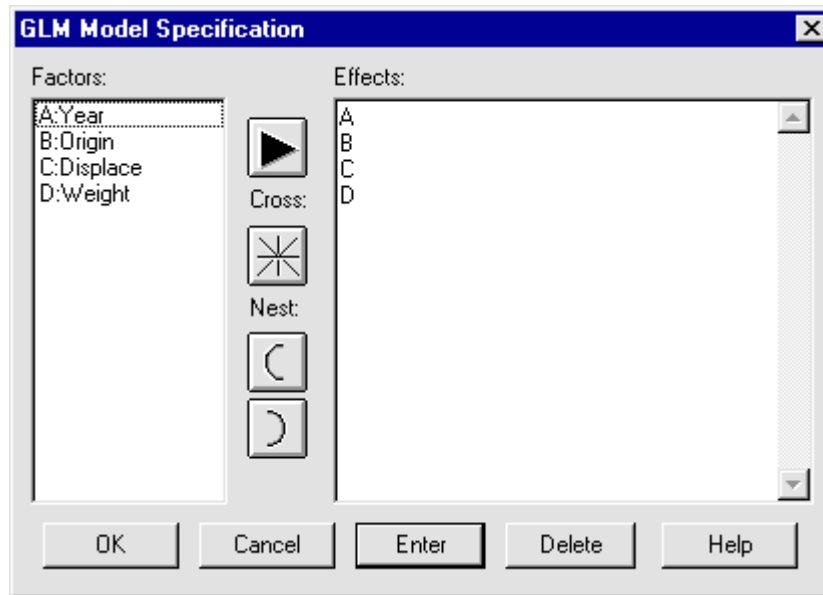 GLM Model Specification
Factors:
A:Year
B:Origin
C:Displace
D:Weight
Cross:
Nest:
Effects:
A
B
C
D
OK
Cancel
Enter
Delete
Help